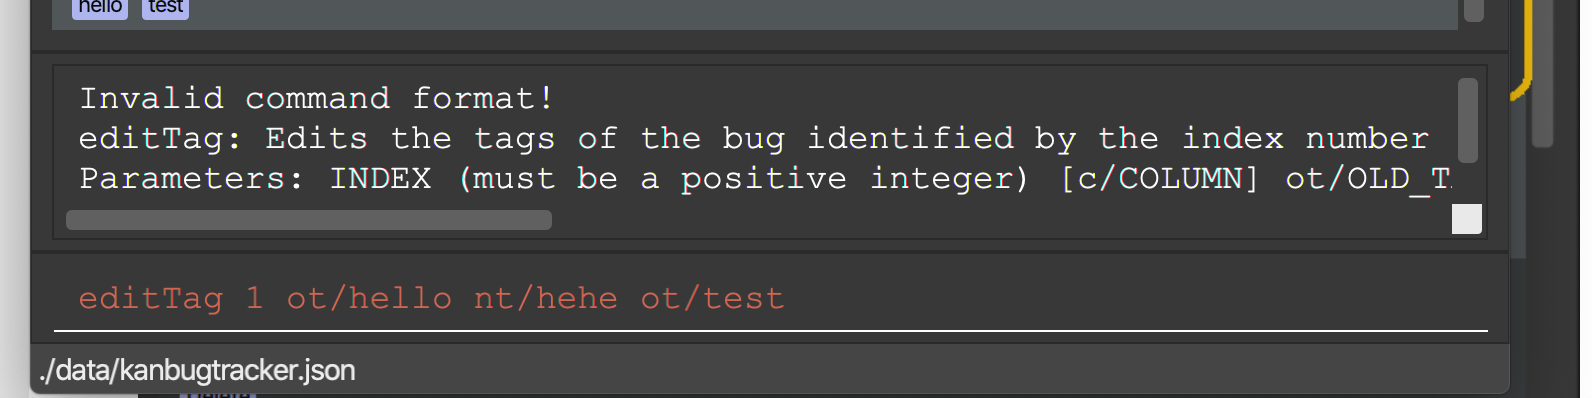 hello test
Invalid command format!
editTag: Edits the tags of the bug identified by the index number
Parameters: INDEX (must be a positive integer) [c/COLUMN] ot/OLD_T
editTag 1 ot/hello nt/hehe ot/test
./data/kanbugtracker.json